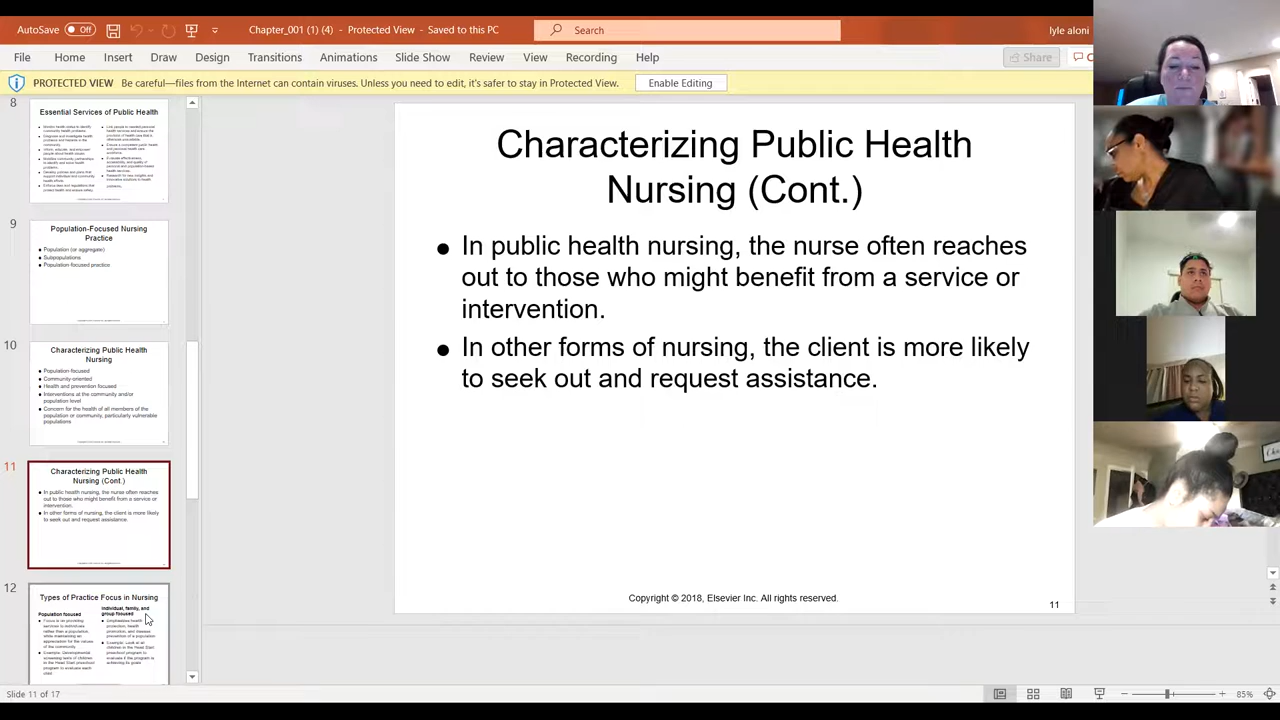 AutoSave Off
Chapter_001 (1) (4) - Protected View - Saved to this PC
Search
lyle aloni
File Home Insert Draw Design Transitions Animations Slide Show Review View Recording Help
Share
PROTECTED VIEW Be careful—files from the Internet can contain viruses. Unless you need to edit, it's safer to stay in Protected View.
Enable Editing
8
Essential Services of Public Health
9
Population-Focused Nursing
Practice
• Population (or aggregate)
• Subpopulations
• Population-focused practice
10
Characterizing Public Health
Nursing
• Population-focused
• Community-oriented
• Health and prevention focused
• Interventions at the community and/or
population level
• Concern for the health of all members of the
population or community, particularly vulnerable
populations
11
Characterizing Public Health
Nursing (Cont.)
• In public health nursing, the nurse often reaches
out to those who might benefit from a service or
intervention.
• In other forms of nursing, the client is more likely
to seek out and request assistance.
12
Types of Practice Focus in Nursing
Population focused
Individual, family, and
group focused
Characterizing Public Health
Nursing (Cont.)
• In public health nursing, the nurse often reaches
out to those who might benefit from a service or
intervention.
• In other forms of nursing, the client is more likely
to seek out and request assistance.
Copyright © 2018, Elsevier Inc. All rights reserved.
11
Slide 11 of 17
85%